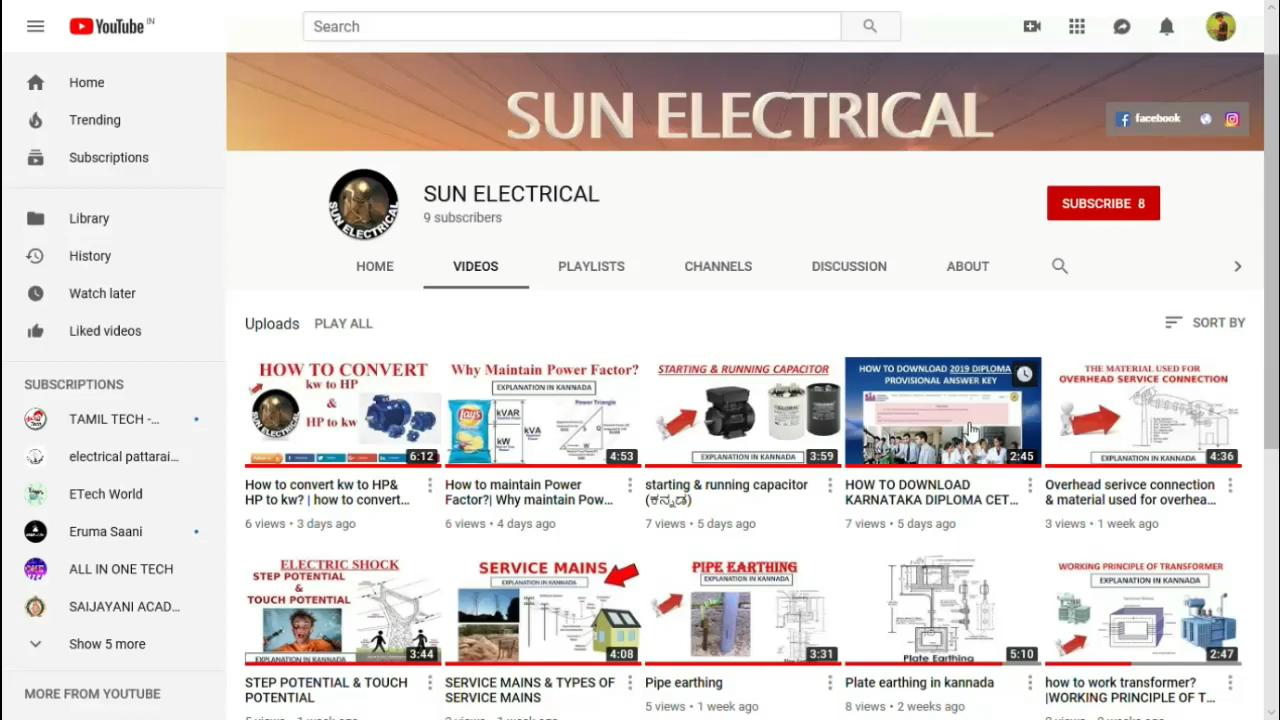 YouTube IN
Search
Home
Trending
Subscriptions
Library
History
Watch later
Liked videos
SUBSCRIPTIONS
TAMIL TECH -...
electrical pattarai...
ETech World
Eruma Saani
ALL IN ONE TECH
SAIJAYANI ACAD...
Show 5 more
MORE FROM YOUTUBE
SUN ELECTRICAL
facebook
SUN ELECTRICAL
SUN ELECTRICAL
9 subscribers
SUBSCRIBE 8
HOME VIDEOS PLAYLISTS CHANNELS DISCUSSION ABOUT
Uploads PLAY ALL
SORT BY
HOW TO CONVERT
kw to HP
&
HP to kw
6:12
How to convert kw to HP&
HP to kw? | how to convert...
6 views • 3 days ago
Why Maintain Power Factor?
EXPLANATION IN KANNADA
Power Triangle
Lays
kVAR
kW
kVA
4:53
How to maintain Power
Factor?| Why maintain Pow...
6 views • 4 days ago
STARTING & RUNNING CAPACITOR
EXPLANATION IN KANNADA
3:59
starting & running capacitor
(ಕನ್ನಡ)
7 views • 5 days ago
HOW TO DOWNLOAD 2019 DIPLOMA
PROVISIONAL ANSWER KEY
2:45
HOW TO DOWNLOAD
KARNATAKA DIPLOMA CET...
7 views • 5 days ago
THE MATERIAL USED FOR
OVERHEAD SERVICE CONNECTION
EXPLANATION IN KANNADA
4:36
Overhead serivce connection
& material used for overhea...
3 views • 1 week ago
ELECTRIC SHOCK
STEP POTENTIAL
&
TOUCH POTENTIAL
EXPLANATION IN KANNADA
3:44
STEP POTENTIAL & TOUCH
POTENTIAL
5 views • 1 week ago
SERVICE MAINS
EXPLANATION IN KANNADA
4:08
SERVICE MAINS & TYPES OF
SERVICE MAINS
PIPE EARTHING
EXPLANATION IN KANNADA
3:31
Pipe earthing
5 views • 1 week ago
Plate Earthing
5:10
Plate earthing in kannada
8 views • 2 weeks ago
WORKING PRINCIPLE OF TRANSFORMER
EXPLANATION IN KANNADA
2:47
how to work transformer?
|WORKING PRINCIPLE OF T...